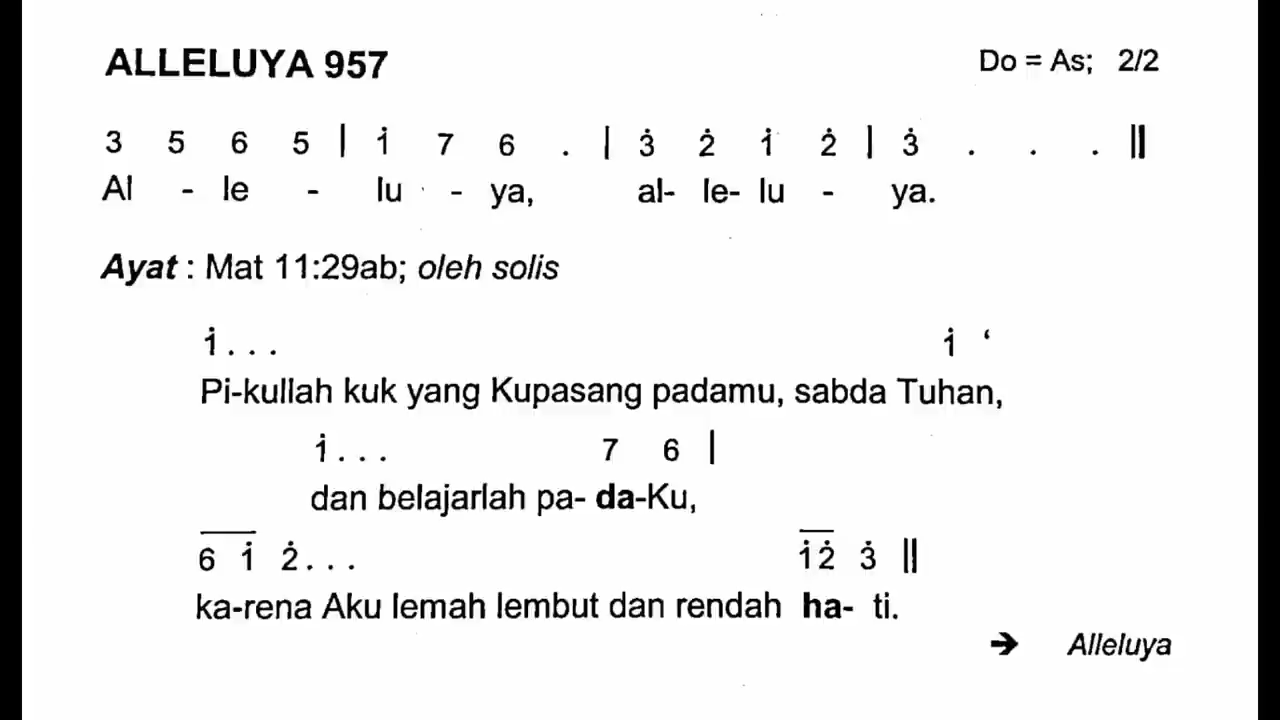 ALLELUYA 957 Do = As; 2/2
3 5 6 5 | i̇ 7 6 . | 3̇ 2̇ 1̇ 2̇ | 3̇ . . . ||
Al - le - lu - ya, al- le- lu - ya.
Ayat : Mat 11:29ab; oleh solis
1̇ . . . 1̇ ‘
Pi-kullah kuk yang Kupasang padamu, sabda Tuhan,
1̇ . . . 7 6 |
dan belajarlah pa- da-Ku,
6 1̇ 2̇ . . . 1̇2̇ 3̇ ||
ka-rena Aku lemah lembut dan rendah ha- ti.
➔ Alleluya